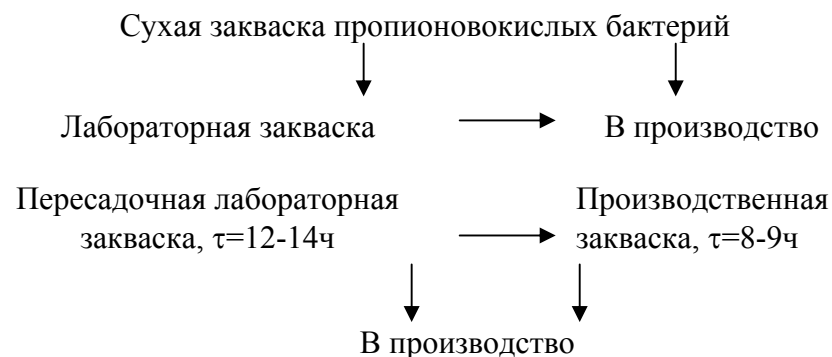 Сухая закваска пропионовокислых бактерий
Лабораторная закваска
В производство
Пересадочная лабораторная
закваска, τ=12-14ч
Производственная
закваска, τ=8-9ч
В производство